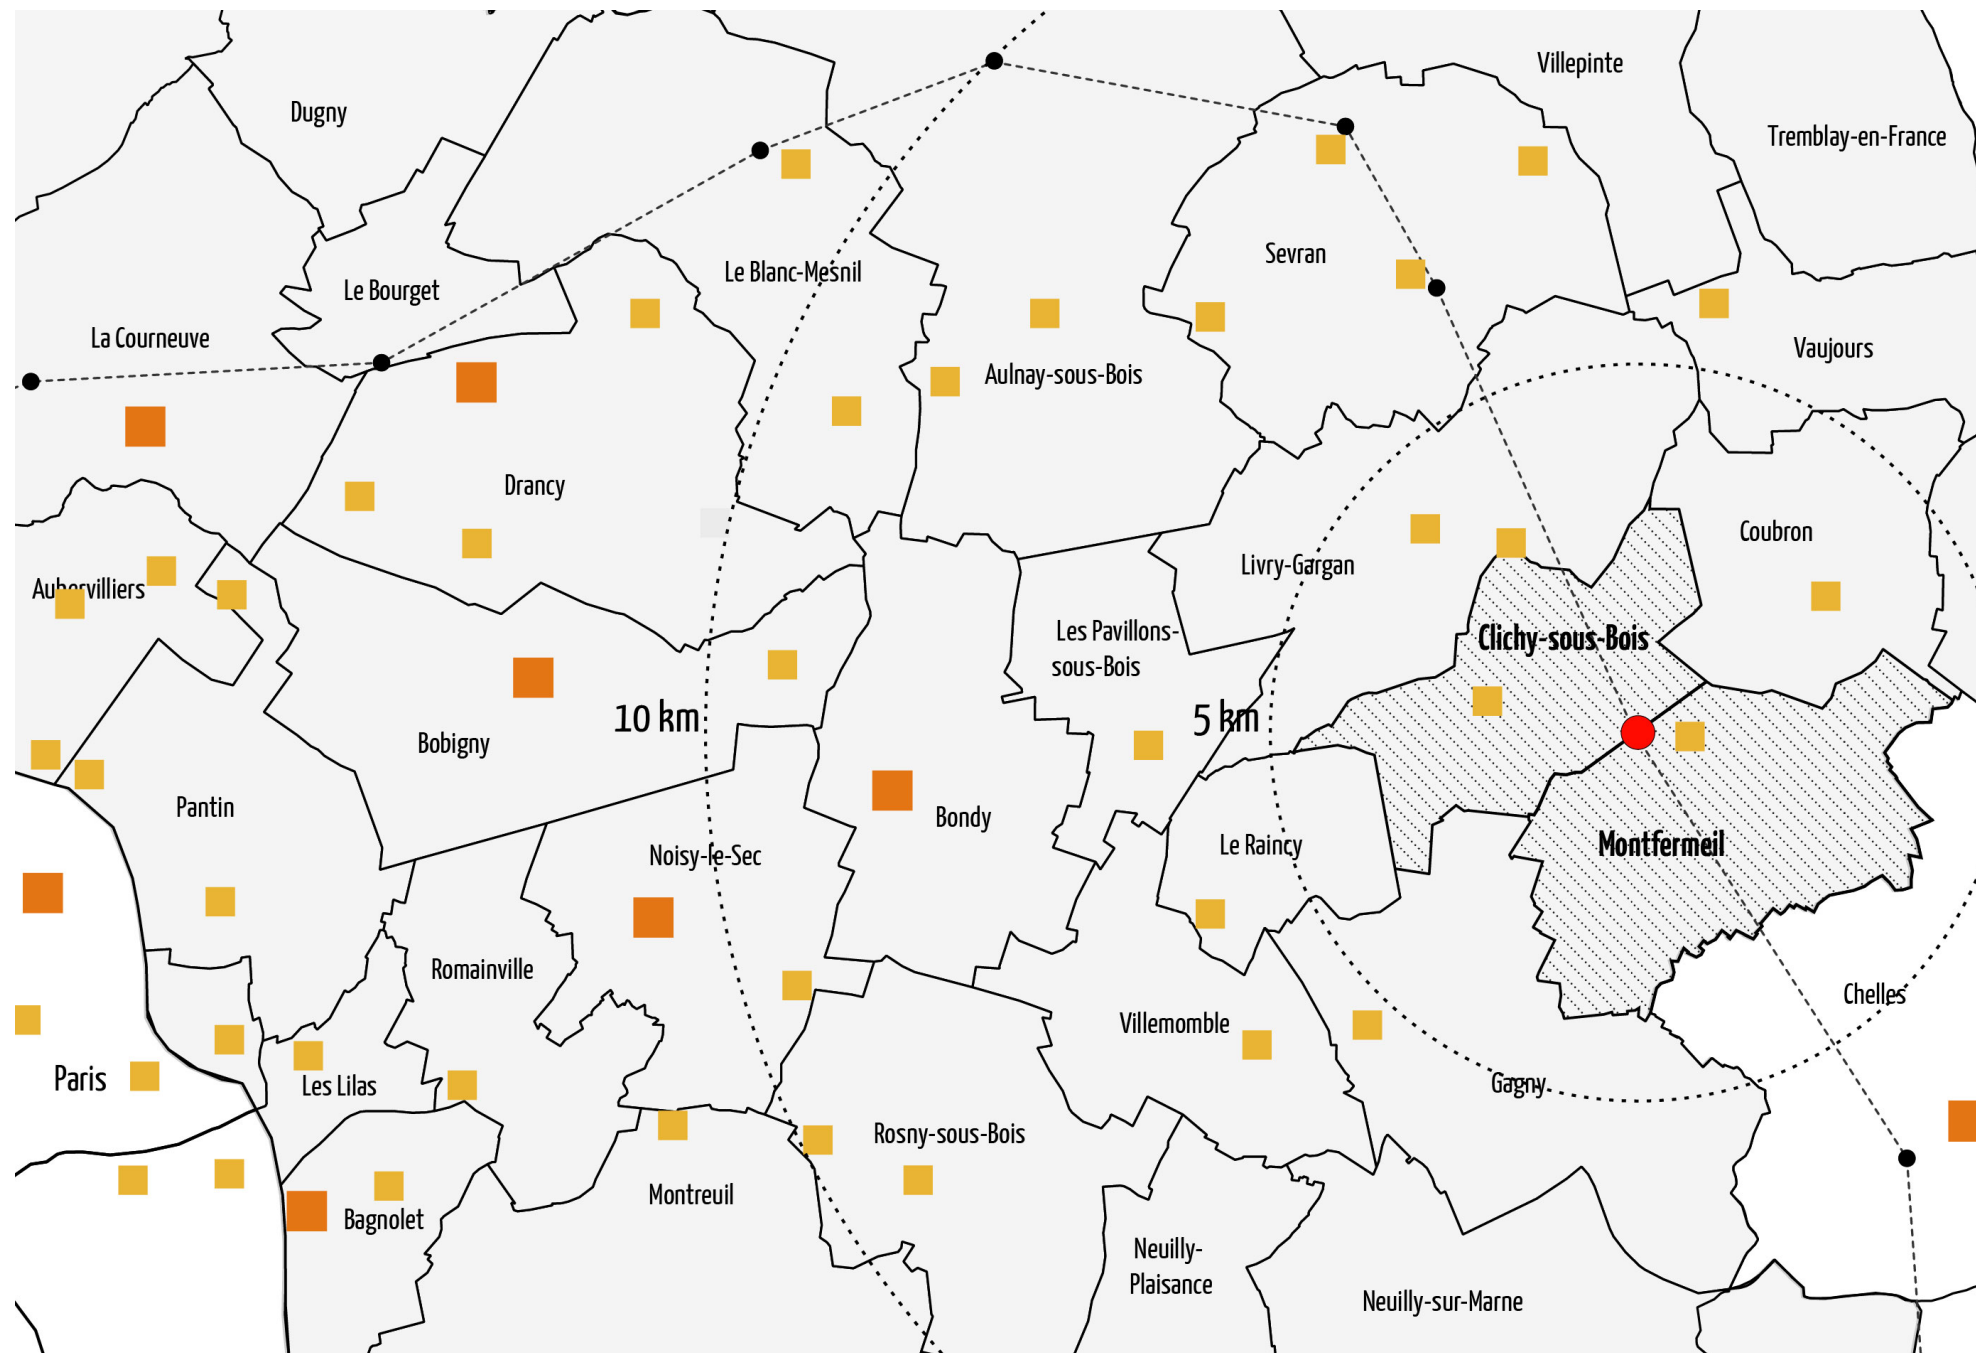 Villepinte
Dugny
Tremblay-en-France
Sevran
Le Blanc-Mesnil
Le Bourget
La Courneuve
Vaujours
Aulnay-sous-Bois
Drancy
Coubron
Livry-Gargan
Aubervilliers
Les Pavillons-
sous-Bois
Clichy-sous-Bois
10 km
5 km
Bobigny
Pantin
Bondy
Le Raincy
Montfermeil
Noisy-le-Sec
Romainville
Chelles
Villemomble
Paris
Les Lilas
Gagny
Rosny-sous-Bois
Montreuil
Bagnolet
Neuilly-
Plaisance
Neuilly-sur-Marne